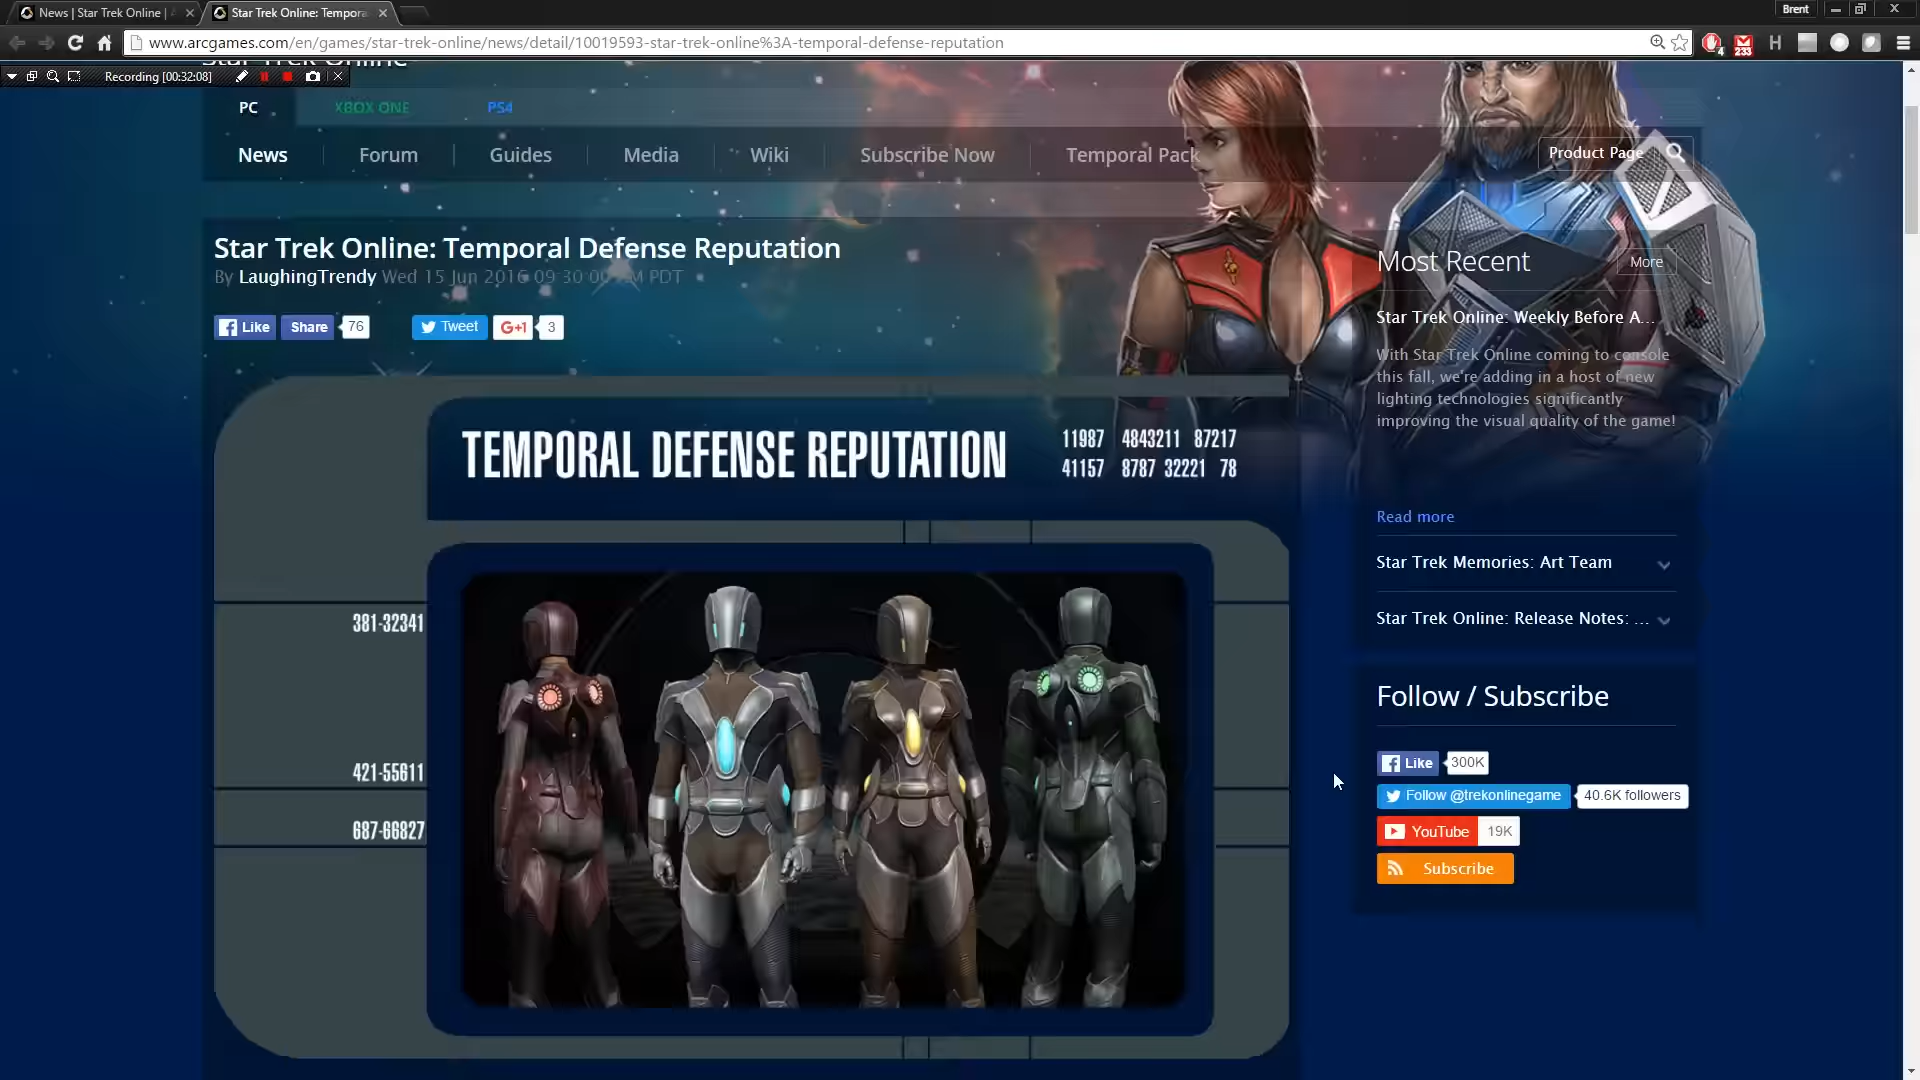 News | Star Trek Online |
Star Trek Online: Tempora
Brent
www.arcgames.com/en/games/star-trek-online/news/detail/10019593-star-trek-online%3A-temporal-defense-reputation
4
233
H
Star Trek Online
Recording [00:32:08]
PC
XBOX ONE
PS4
News
Forum
Guides
Media
Wiki
Subscribe Now
Temporal Pack
Product Page
Star Trek Online: Temporal Defense Reputation
By LaughingTrendy Wed 15 Jun 2016 09:30:00 AM PDT
Like
Share
76
Tweet
G+1
3
TEMPORAL DEFENSE REPUTATION
11987 4843211 87217
41157 8787 32221 78
381-32341
421-55611
687-66827
Most Recent
More
Star Trek Online: Weekly Before A...
With Star Trek Online coming to console
this fall, we're adding in a host of new
lighting technologies significantly
improving the visual quality of the game!
Read more
Star Trek Memories: Art Team
Star Trek Online: Release Notes: ...
Follow / Subscribe
Like
300K
Follow @trekonlinegame
40.6K followers
YouTube
19K
Subscribe